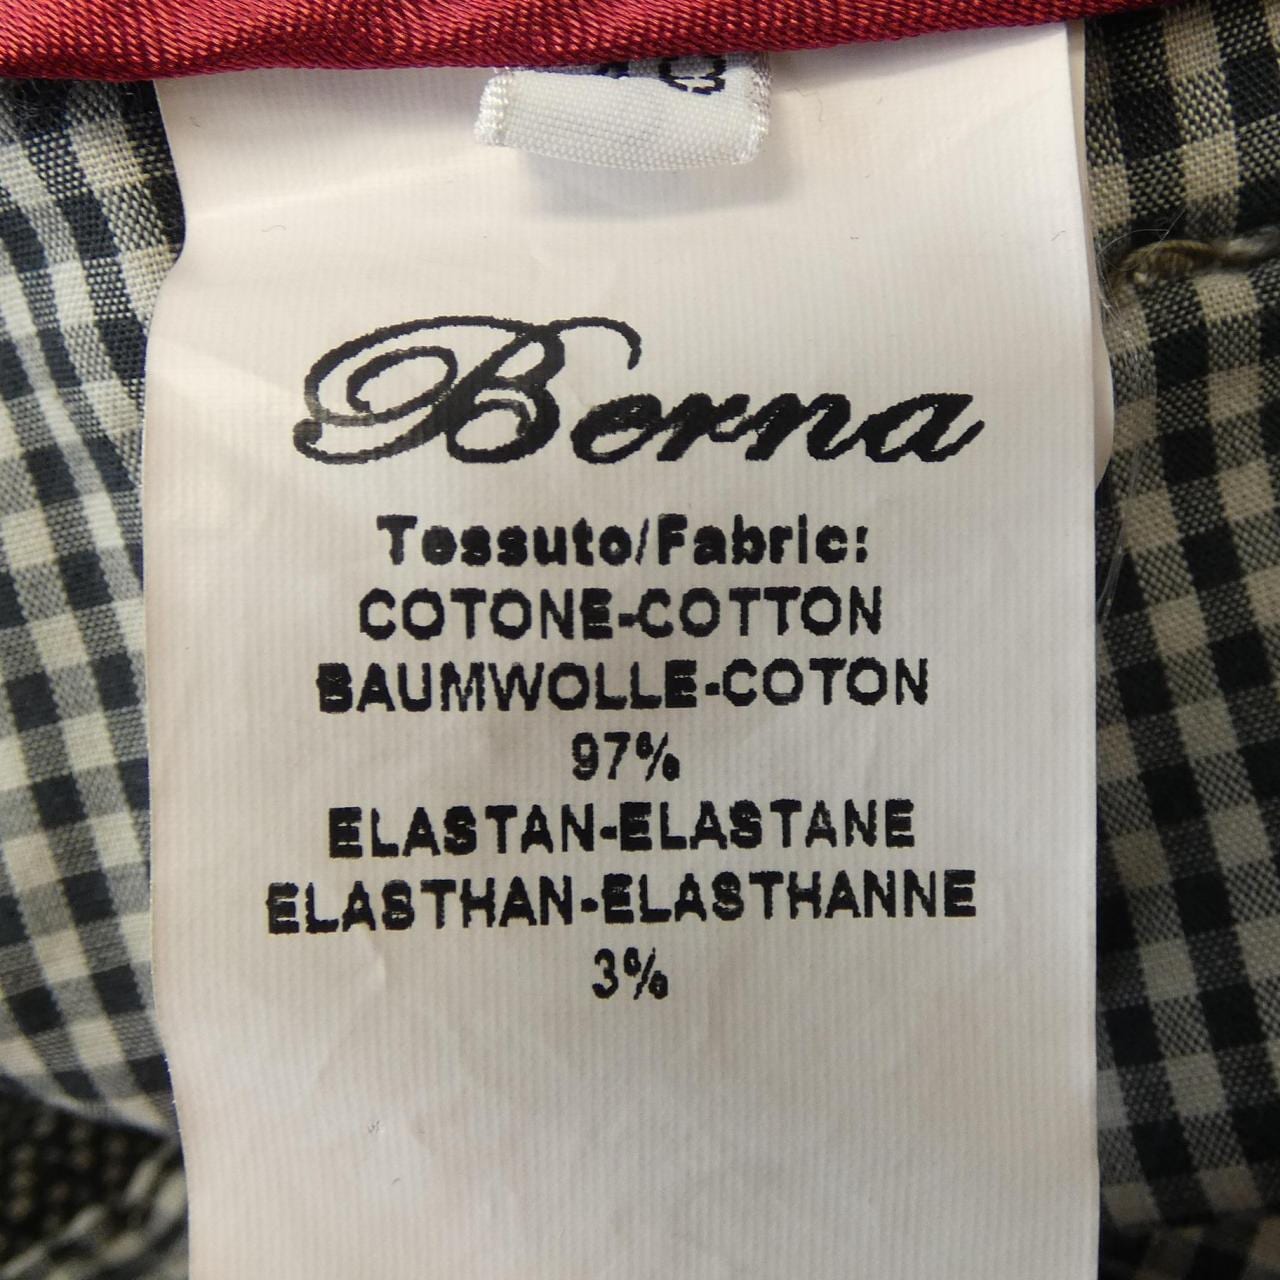 Berna
Tessuto/Fabric:
COTONE-COTTON
BAUMWOLLE-COTON
97%
ELASTAN-ELASTANE
ELASTHAN-ELASTHANNE
3%